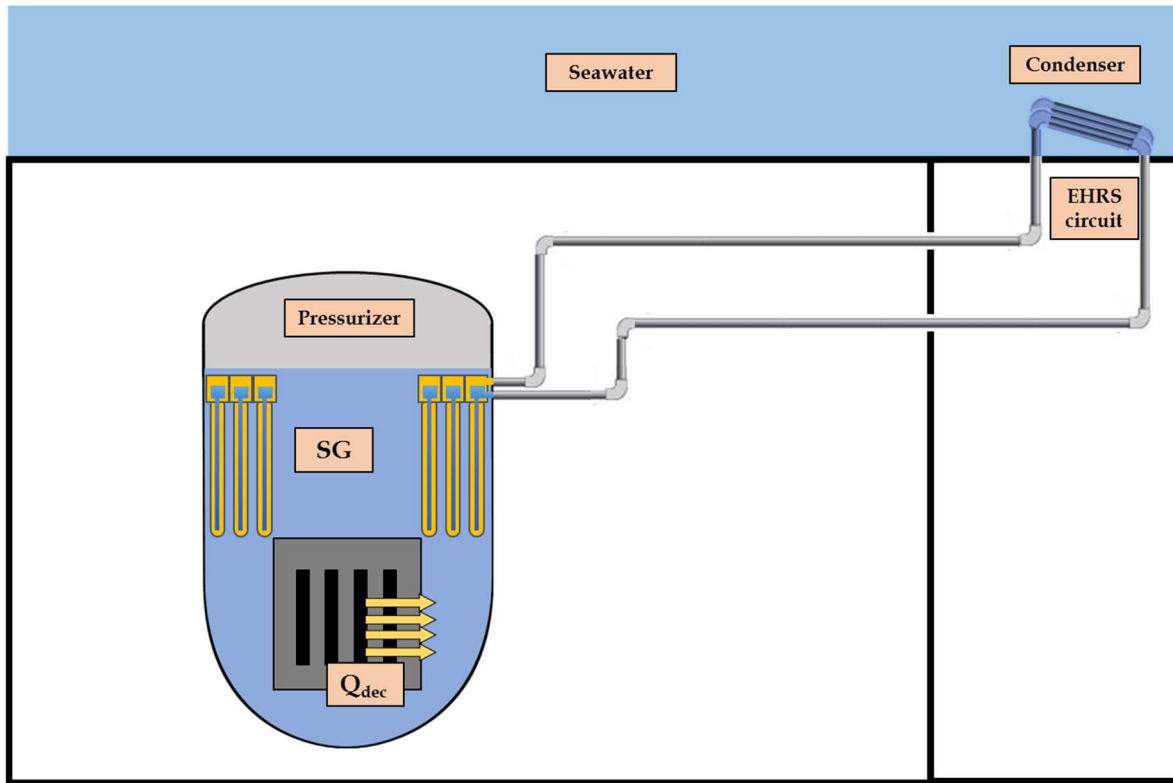 Seawater
Condenser
EHRS
circuit
Pressurizer
SG
Qdec